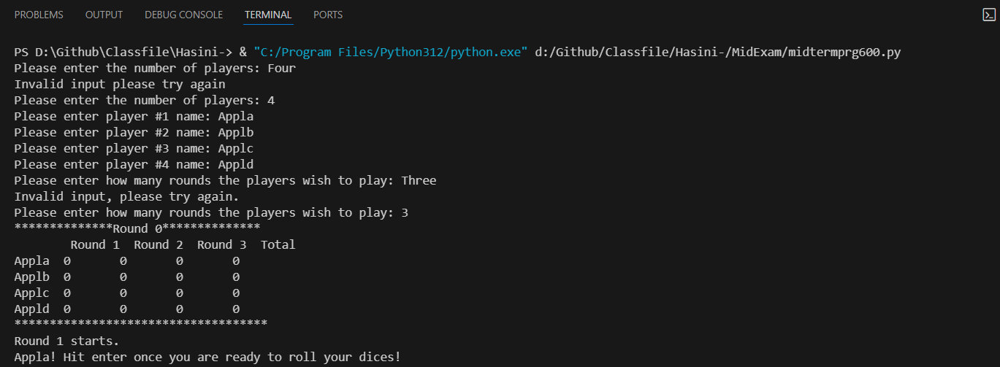 PROBLEMS OUTPUT DEBUG CONSOLE TERMINAL PORTS
PS D:\Github\Classfile\Hasini-> & "C:/Program Files/Python312/python.exe" d:/Github/Classfile/Hasini-/MidExam/midtermprg600.py
Please enter the number of players: Four
Invalid input please try again
Please enter the number of players: 4
Please enter player #1 name: Appla
Please enter player #2 name: Applb
Please enter player #3 name: Applc
Please enter player #4 name: Appld
Please enter how many rounds the players wish to play: Three
Invalid input, please try again.
Please enter how many rounds the players wish to play: 3
**************Round 0**************
        Round 1  Round 2  Round 3  Total
Appla  0       0       0       0
Applb  0       0       0       0
Applc  0       0       0       0
Appld  0       0       0       0
************************************
Round 1 starts.
Appla! Hit enter once you are ready to roll your dices!